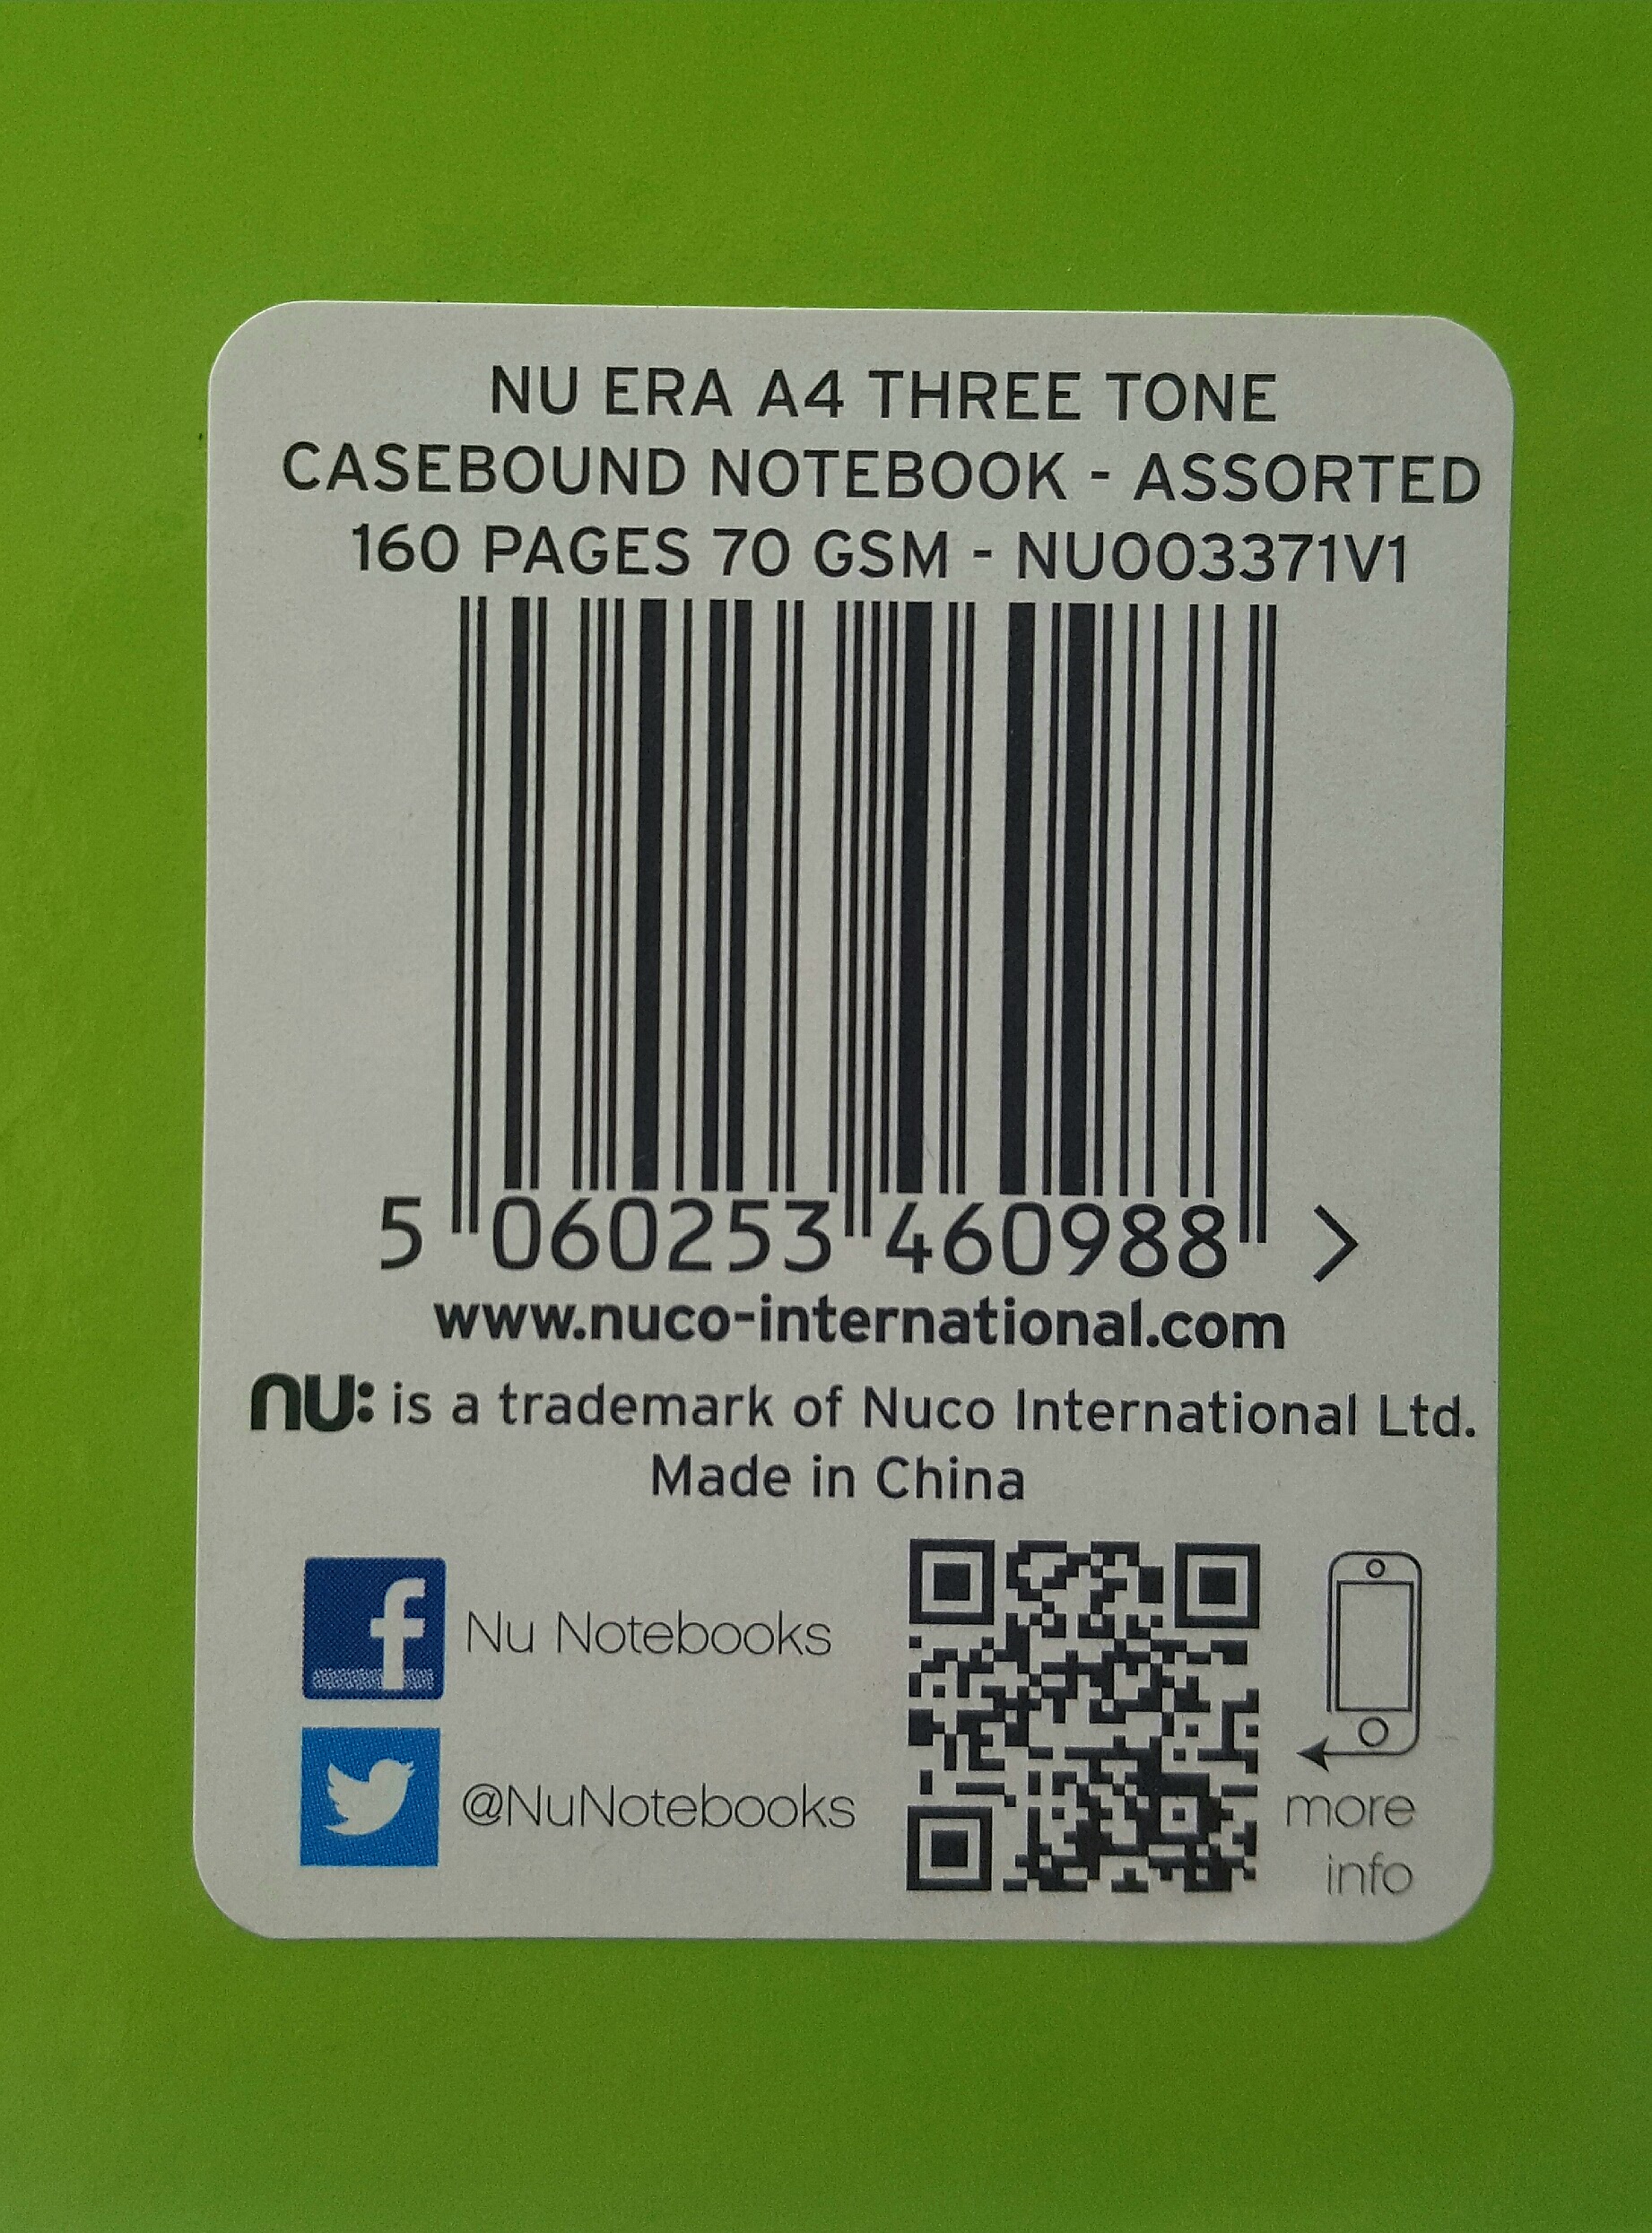 NU ERA A4 THREE TONE
CASEBOUND NOTEBOOK - ASSORTED
160 PAGES 70 GSM - NU003371V1
5 060253 460988 >
www.nuco-international.com
nu: is a trademark of Nuco International Ltd.
Made in China
f Nu Notebooks
@NuNotebooks
more
info